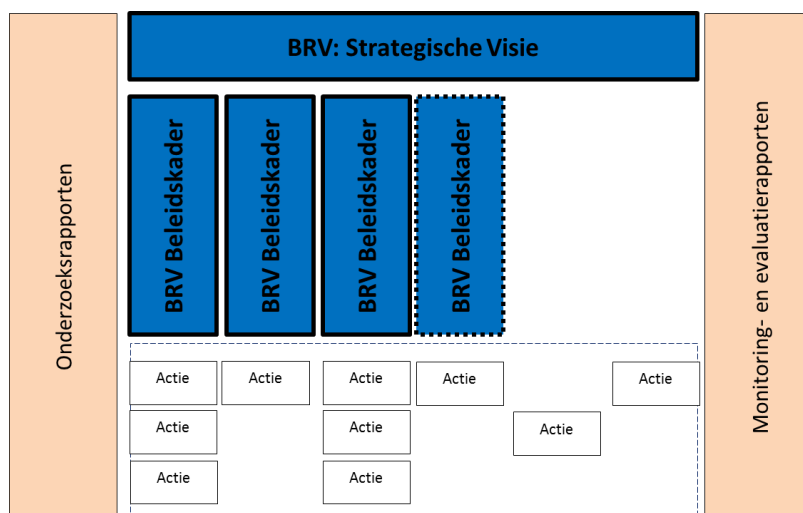 Onderzoeksrapporten
BRV: Strategische Visie
BRV Beleidskader
BRV Beleidskader
BRV Beleidskader
BRV Beleidskader
Actie
Actie
Actie
Actie
Actie
Actie
Actie
Actie
Actie
Actie
Monitoring- en evaluatierapporten